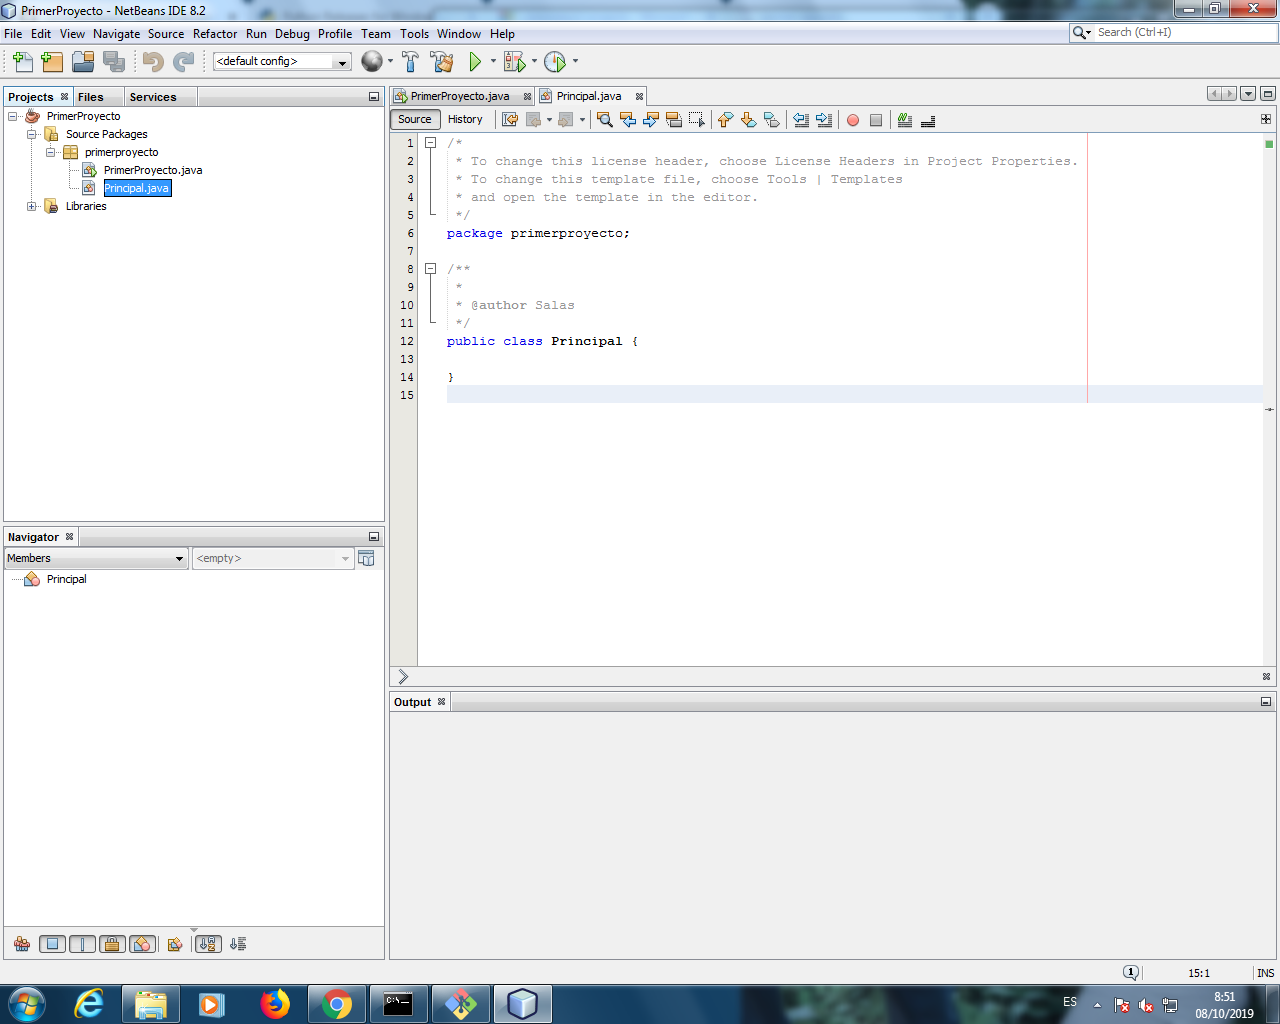 PrimerProyecto - NetBeans IDE 8.2
File Edit View Navigate Source Refactor Run Debug Profile Team Tools Window Help
Search (Ctrl+I)
<default config>
Projects Files Services
PrimerProyecto
Source Packages
primerproyecto
PrimerProyecto.java
Principal.java
Libraries
PrimerProyecto.java Principal.java
Source History
1 /*
2 * To change this license header, choose License Headers in Project Properties.
3 * To change this template file, choose Tools | Templates
4 * and open the template in the editor.
5 */
6 package primerproyecto;
7
8 /**
9 *
10 * @author Salas
11 */
12 public class Principal {
13
14 }
15
Navigator
Members <empty>
Principal
Output
1 15:1 INS
C:\
ES 8:51
08/10/2019